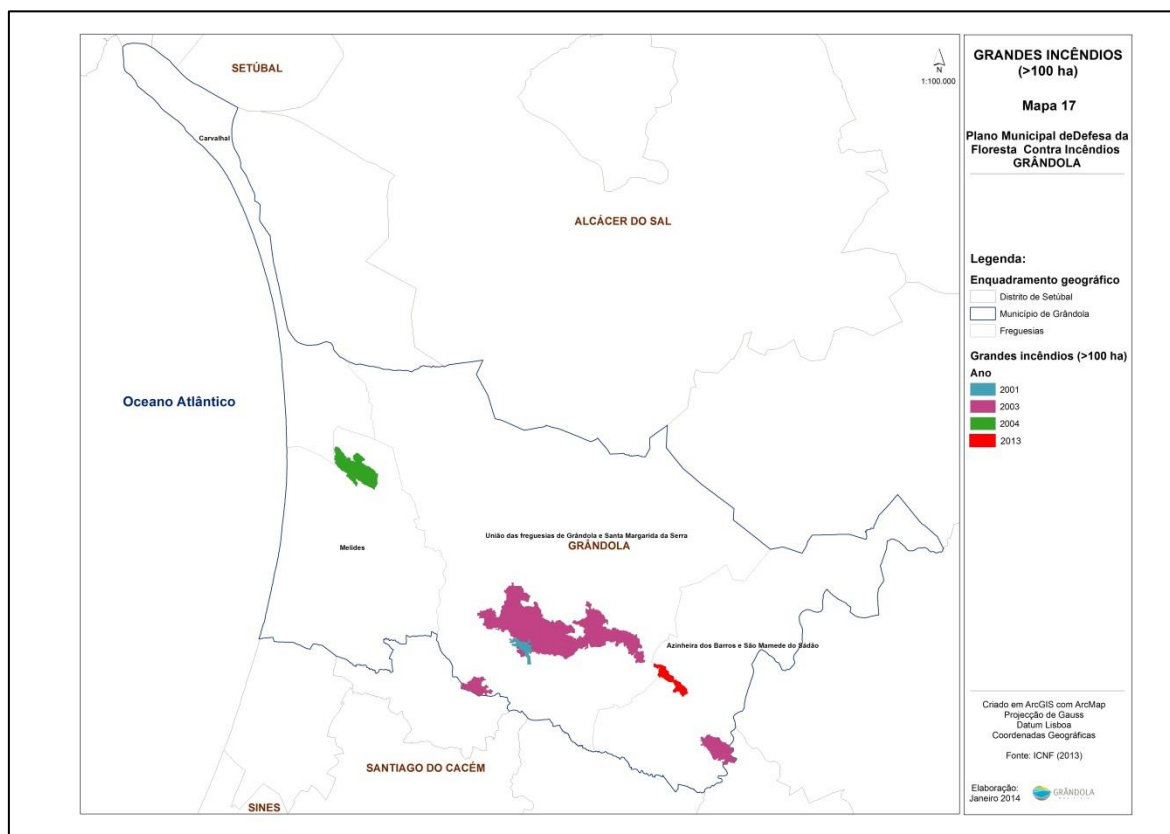 SETÚBAL
Carvalhal
N
1:100.000
ALCÁCER DO SAL
Oceano Atlântico
União das freguesias de Grândola e Santa Margarida da Serra
GRÂNDOLA
Melides
Azinheira dos Barros e São Mamede do Sádão
SANTIAGO DO CACÉM
SINES
GRANDES INCÊNDIOS
(>100 ha)
Mapa 17
Plano Municipal deDefesa da
Floresta Contra Incêndios
GRÂNDOLA
Legenda:
Enquadramento geográfico
Distrito de Setúbal
Município de Grândola
Freguesias
Grandes incêndios (>100 ha)
Ano
2001
2003
2004
2013
Criado em ArcGIS com ArcMap
Projecção de Gauss
Datum Lisboa
Coordenadas Geográficas
Fonte: ICNF (2013)
Elaboração:
Janeiro 2014
GRÂNDOLA